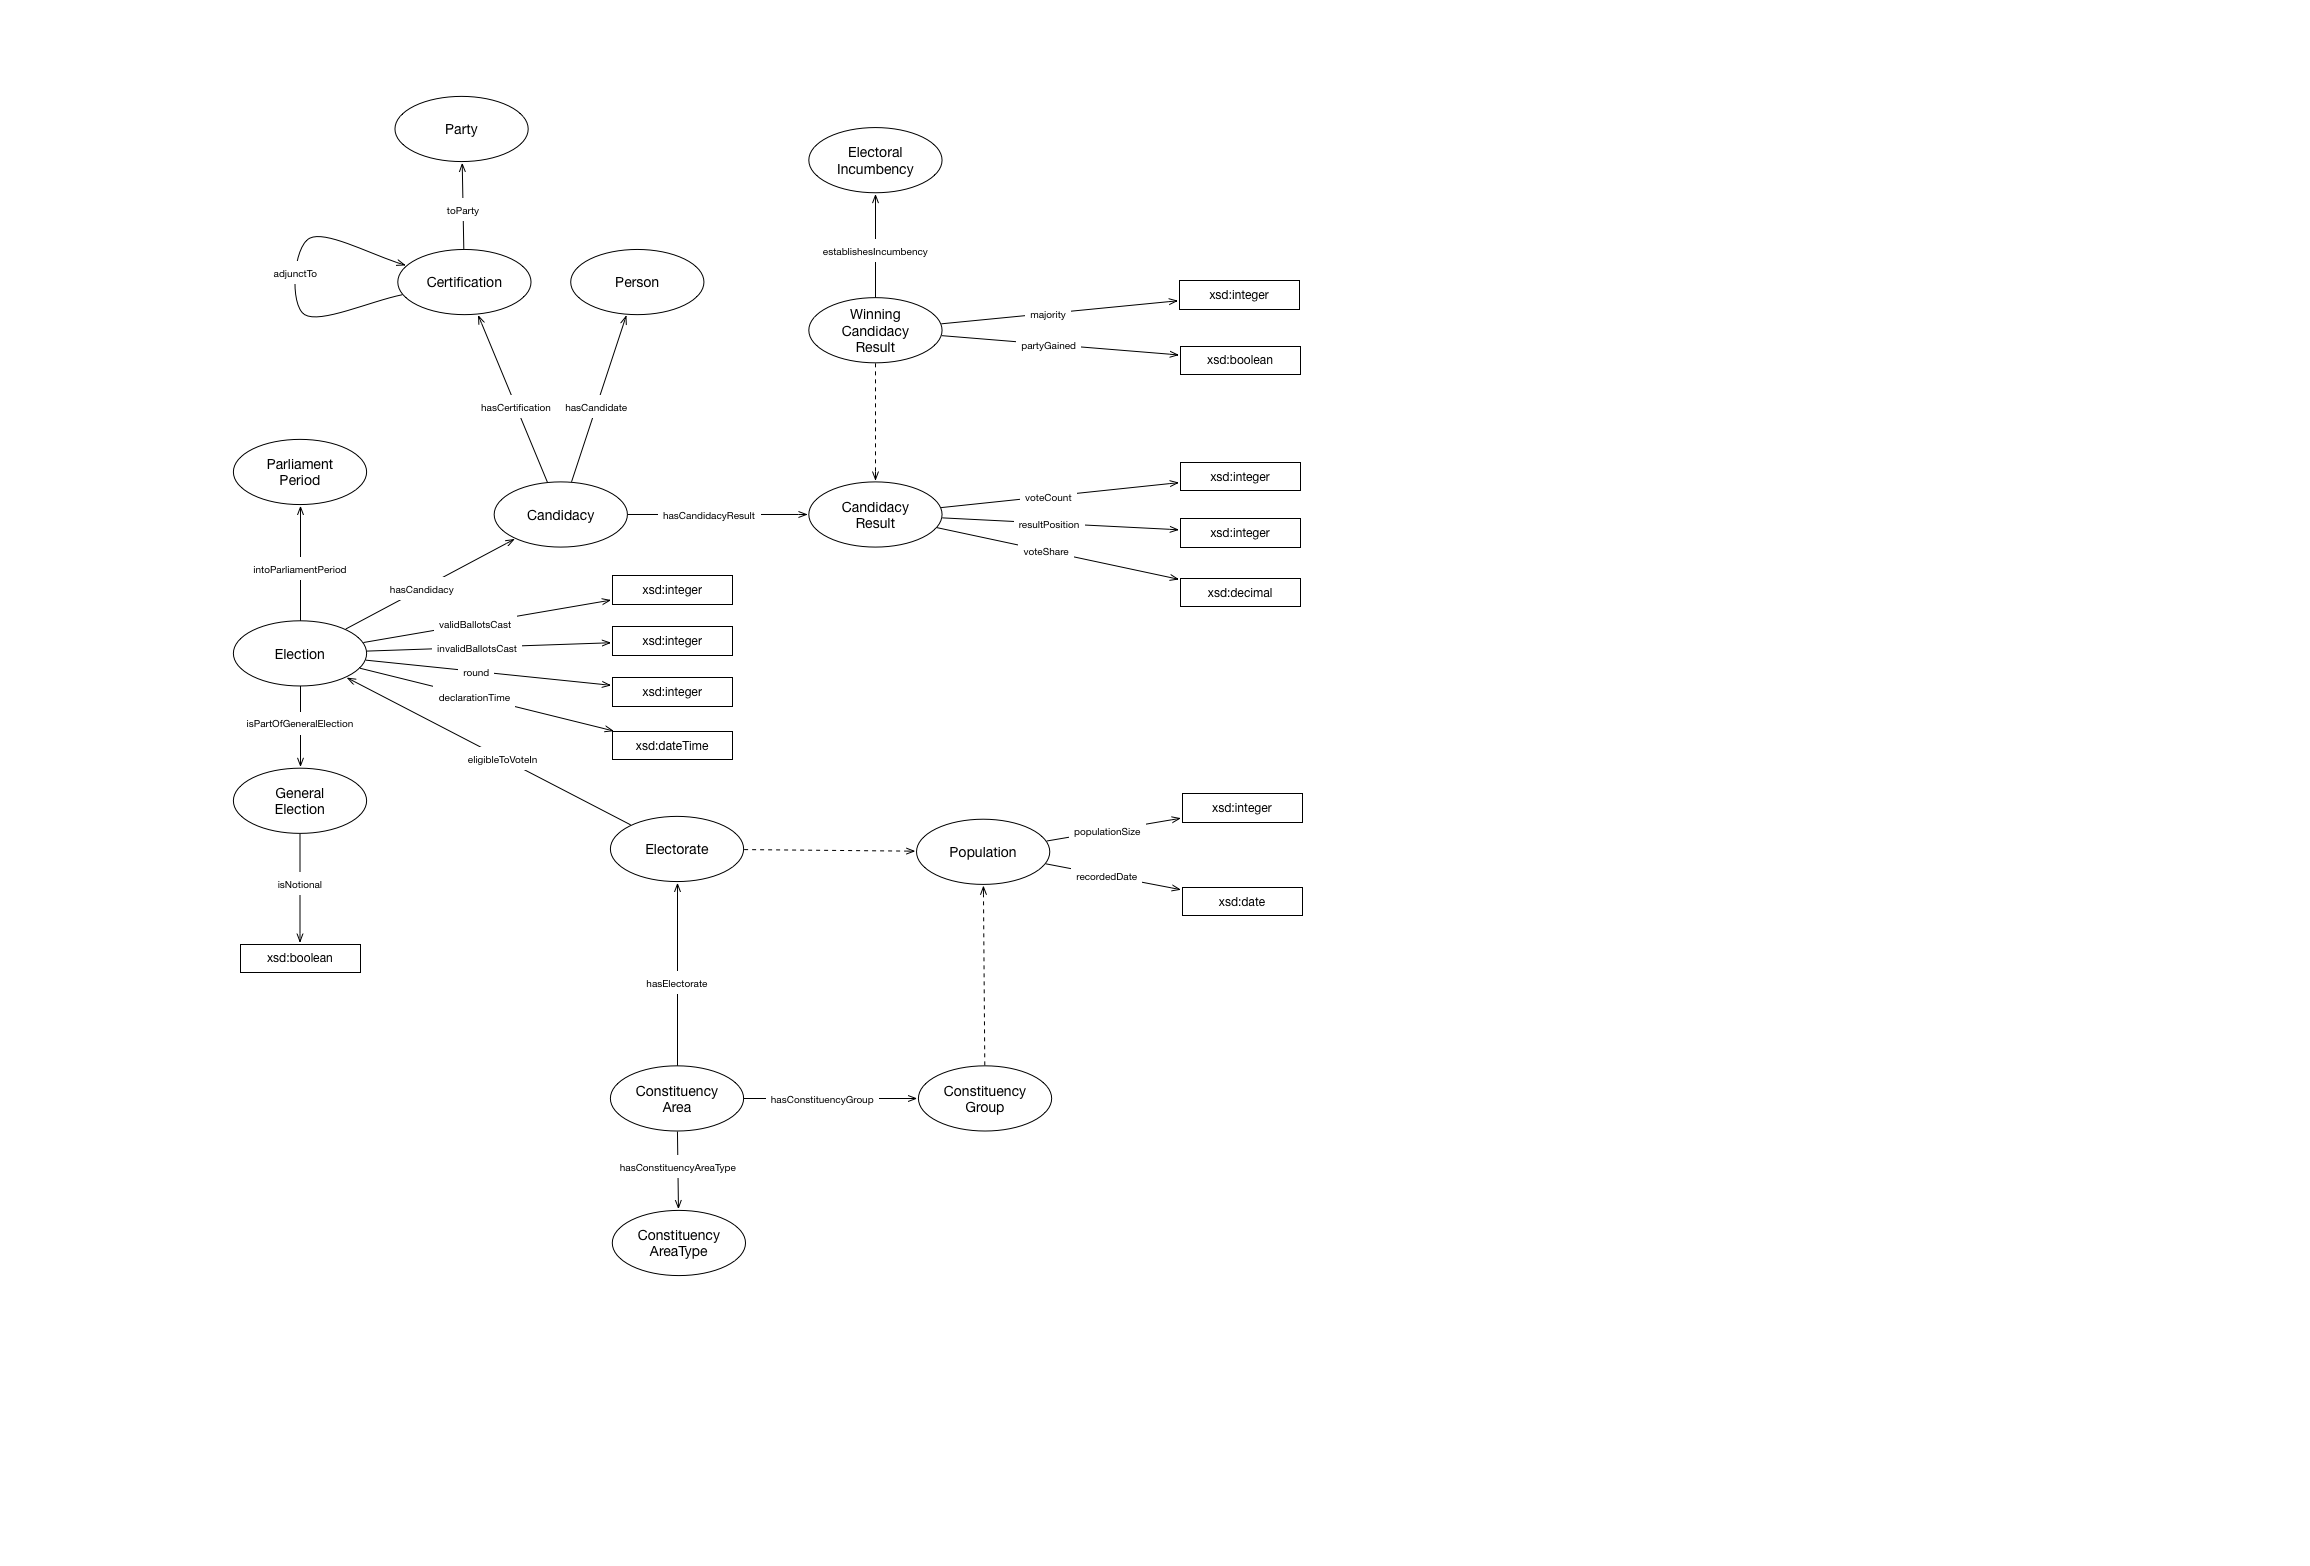 Party
Electoral
Incumbency
toParty
establishesIncumbency
adjunctTo
Certification
Person
xsd:integer
majority
Winning
Candidacy
Result
partyGained
xsd:boolean
hasCertification
hasCandidate
Parliament
Period
xsd:integer
voteCount
Candidacy
hasCandidacyResult
Candidacy
Result
resultPosition
xsd:integer
voteShare
xsd:decimal
intoParliamentPeriod
hasCandidacy
xsd:integer
validBallotsCast
invalidBallotsCast
xsd:integer
Election
round
xsd:integer
declarationTime
isPartOfGeneralElection
xsd:dateTime
eligibleToVoteIn
General
Election
xsd:integer
populationSize
Electorate
Population
recordedDate
isNotional
xsd:date
xsd:boolean
hasElectorate
Constituency
Area
hasConstituencyGroup
Constituency
Group
hasConstituencyAreaType
Constituency
AreaType